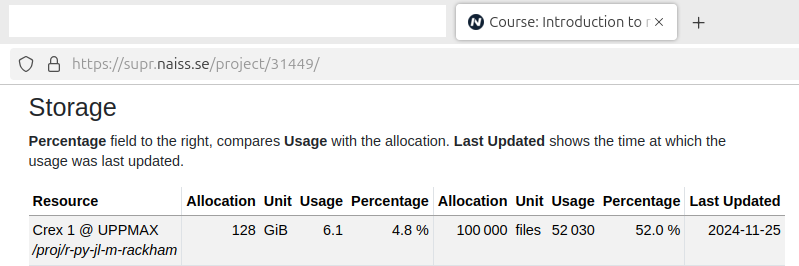 Course: Introduction to r
https://supr.naiss.se/project/31449/
Storage
Percentage field to the right, compares Usage with the allocation. Last Updated shows the time at which the
usage was last updated.
Resource Allocation Unit Usage Percentage Allocation Unit Usage Percentage Last Updated
Crex 1 @ UPPMAX 128 GiB 6.1 4.8 % 100 000 files 52 030 52.0 % 2024-11-25
/proj/r-py-jl-m-rackham